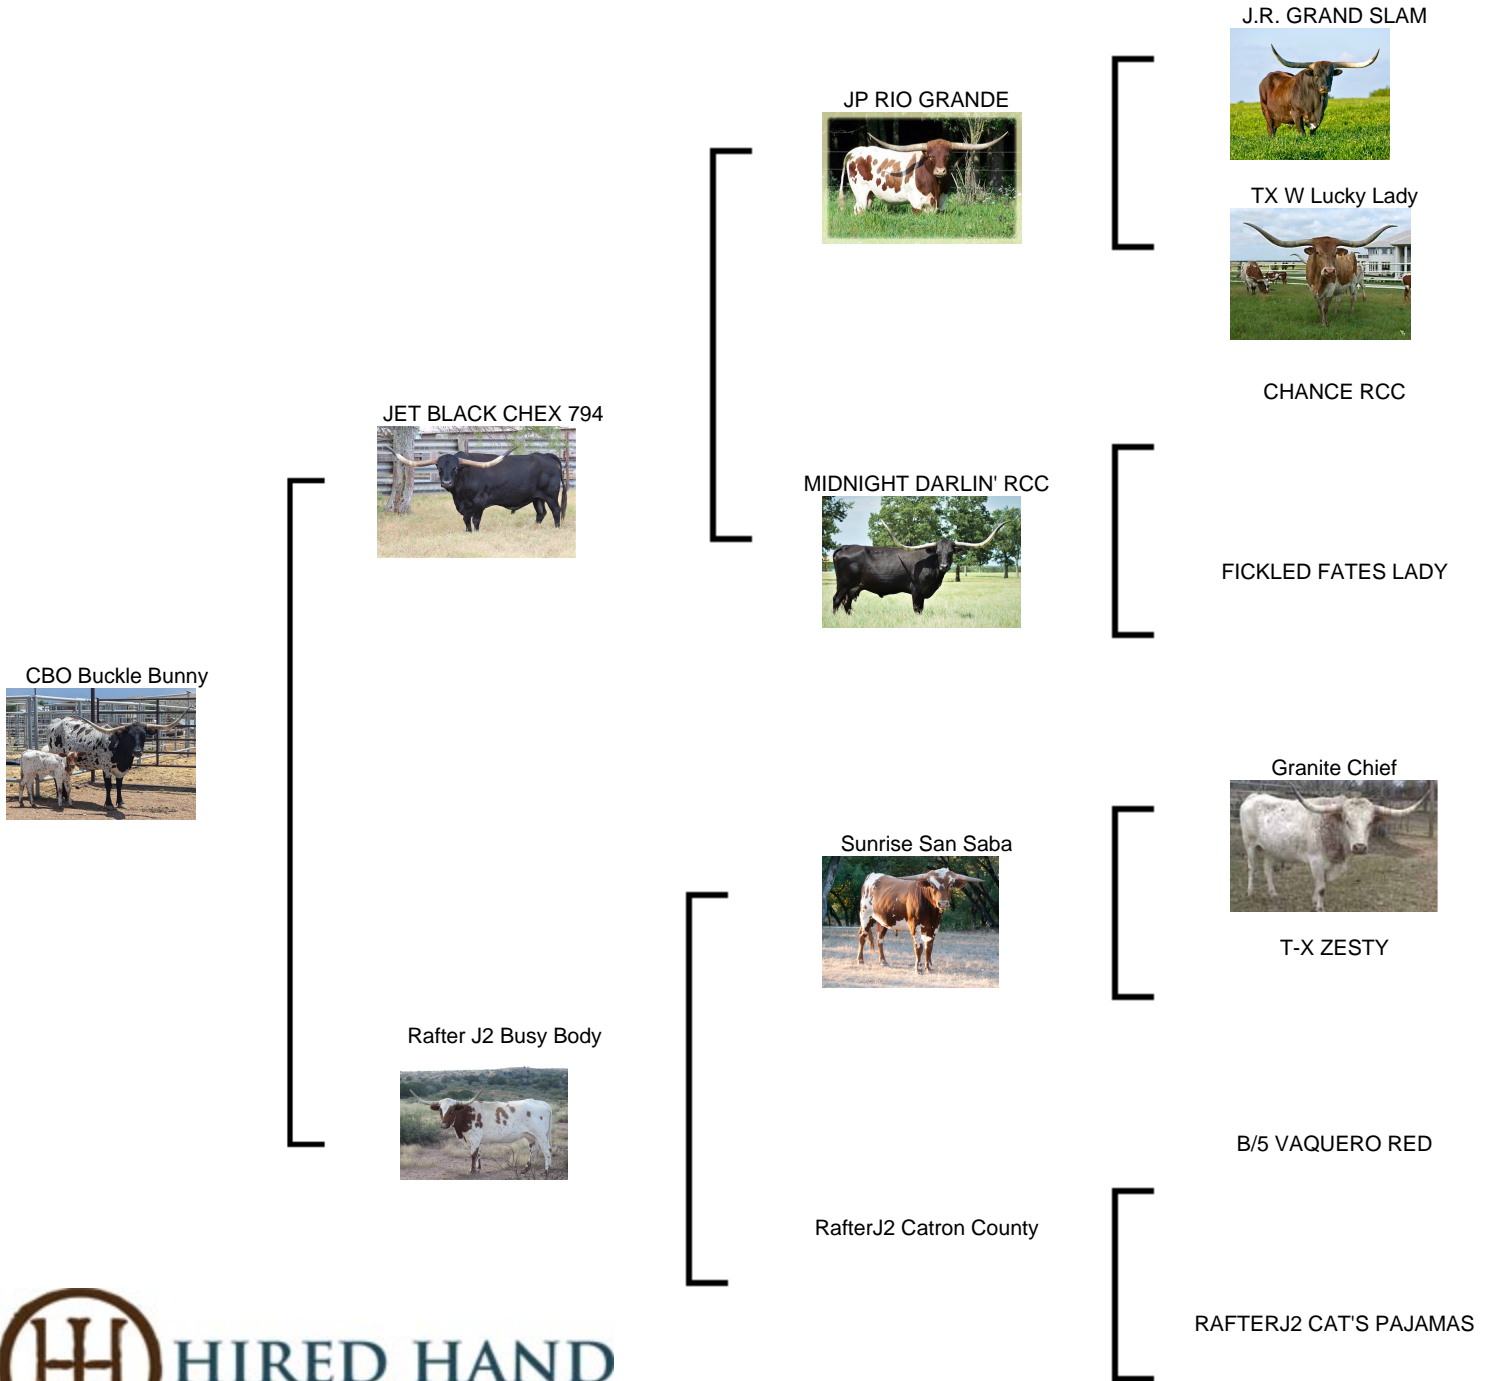 J.R. GRAND SLAM
JP RIO GRANDE
TX W Lucky Lady
CHANCE RCC
JET BLACK CHEX 794
MIDNIGHT DARLIN' RCC
FICKLED FATES LADY
CBO Buckle Bunny
Granite Chief
Sunrise San Saba
T-X ZESTY
Rafter J2 Busy Body
B/5 VAQUERO RED
RafterJ2 Catron County
RAFTERJ2 CAT'S PAJAMAS
HIRED HAND